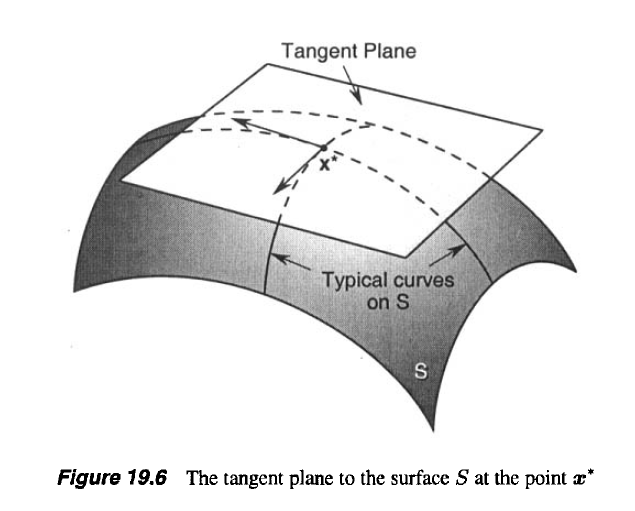 Tangent Plane
x*
Typical curves
on S
S
Figure 19.6 The tangent plane to the surface S at the point x*